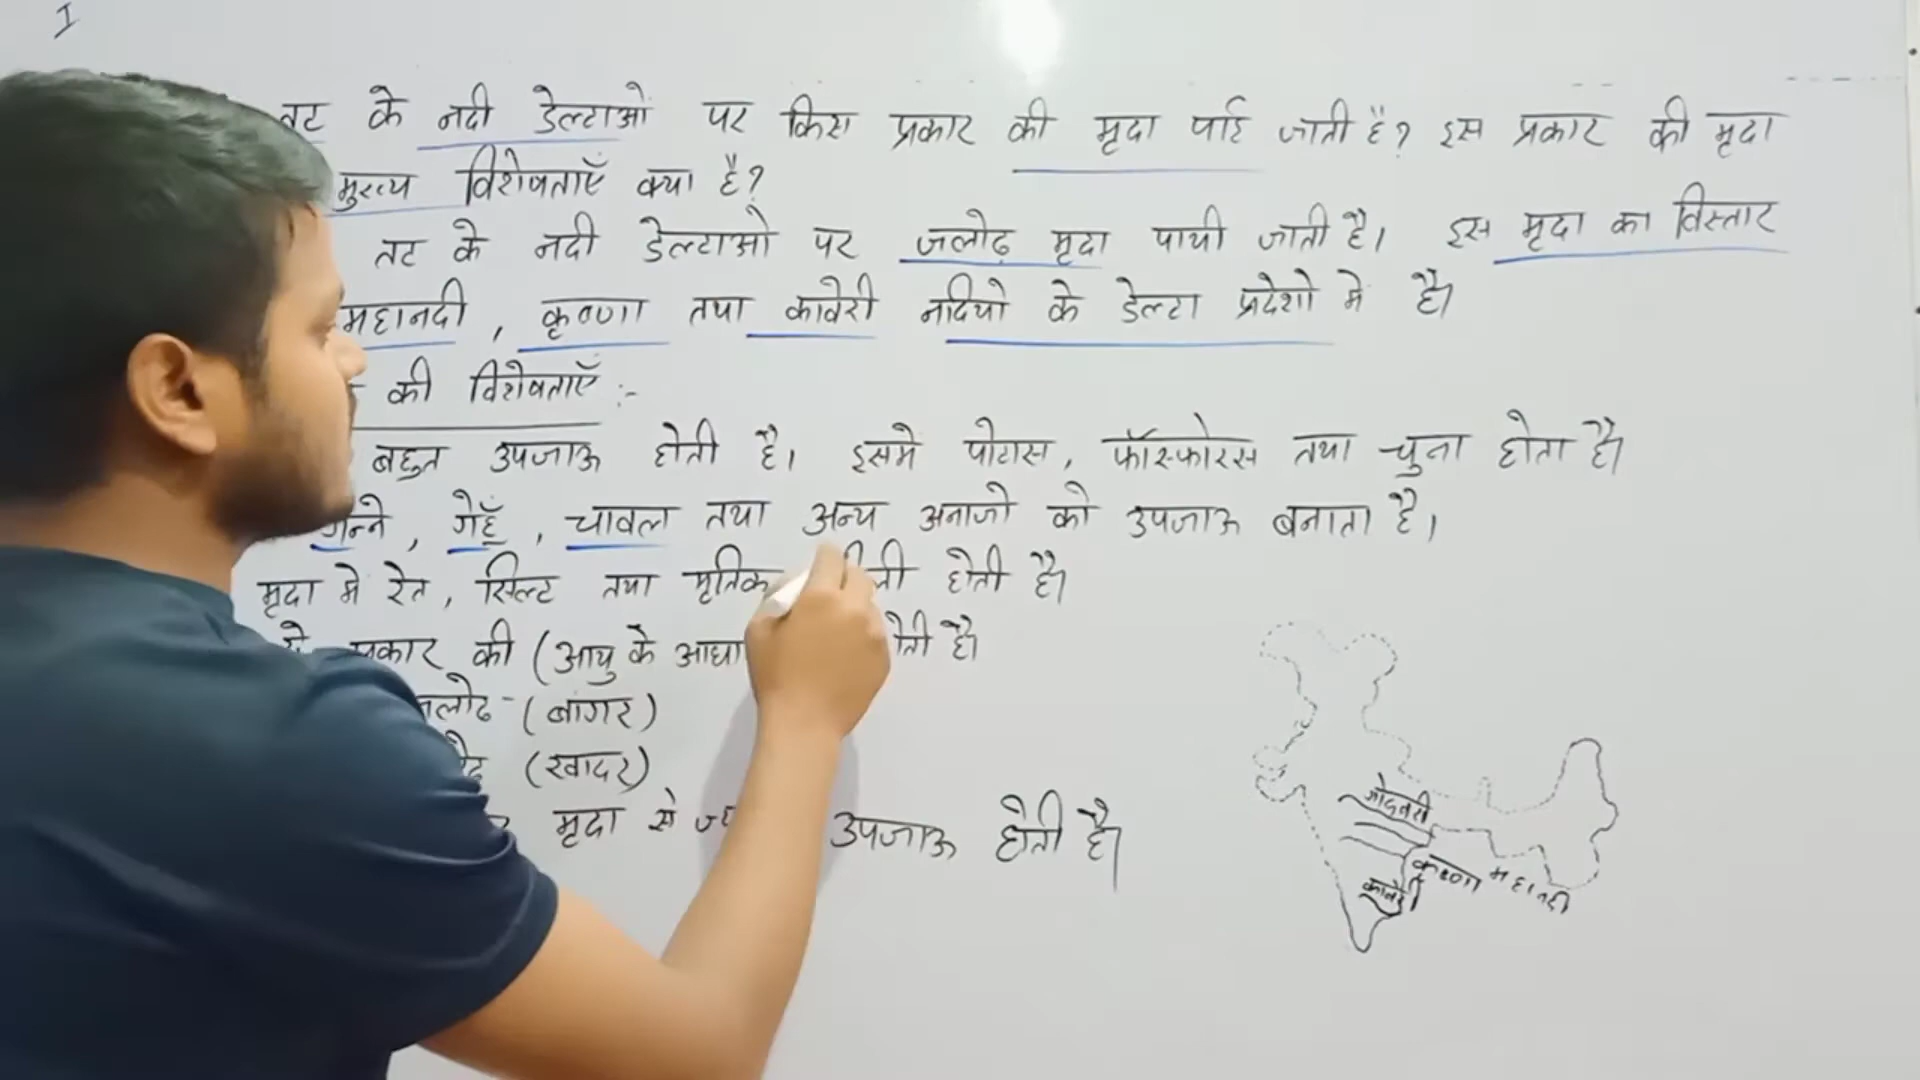 I
तट के नदी डेल्टाओ पर किस प्रकार की मृदा पाई जाती है? इस प्रकार की मृदा
मुख्य विशेषताएँ क्या है?
तट के नदी डेल्टाओ पर जलोढ़ मृदा पायी जाती है। इस मृदा का विस्तार
महानदी, कृष्णा तथा कावेरी नदियो के डेल्टा प्रदेशो मे है।
की विशेषताएँ :-
बहुत उपजाऊ होती है। इसमे पोटास, फॉस्फोरस तथा चुना होता है।
गन्ने, गेहूँ, चावल तथा अन्य अनाजो को उपजाऊ बनाता है।
मृदा मे रेत, सिल्ट तथा होती है।
की (आयु के
(बांगर)
(खादर)
मृदा से उपजाऊ होती है।
गोदावरी
कृष्णा
महानदी
कावेरी